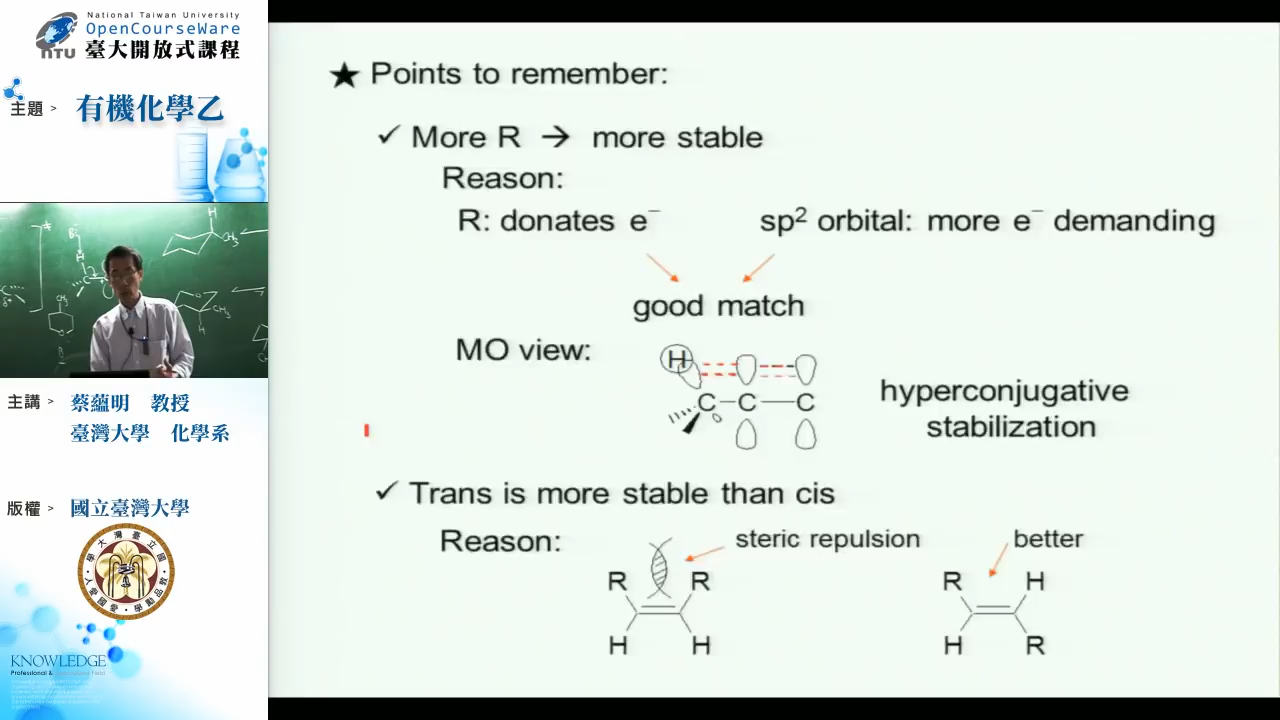 National Taiwan University
OpenCourseWare
NTU 臺大開放式課程
主題 > 有機化學乙
主講 > 蔡蘊明 教授
臺灣大學 化學系
版權 > 國立臺灣大學
KNOWLEDGE
★ Points to remember:
✓ More R → more stable
Reason:
R: donates e⁻ sp² orbital: more e⁻ demanding
good match
MO view:
H
C C C
hyperconjugative
stabilization
✓ Trans is more stable than cis
Reason: steric repulsion better
R R R H
H H H R